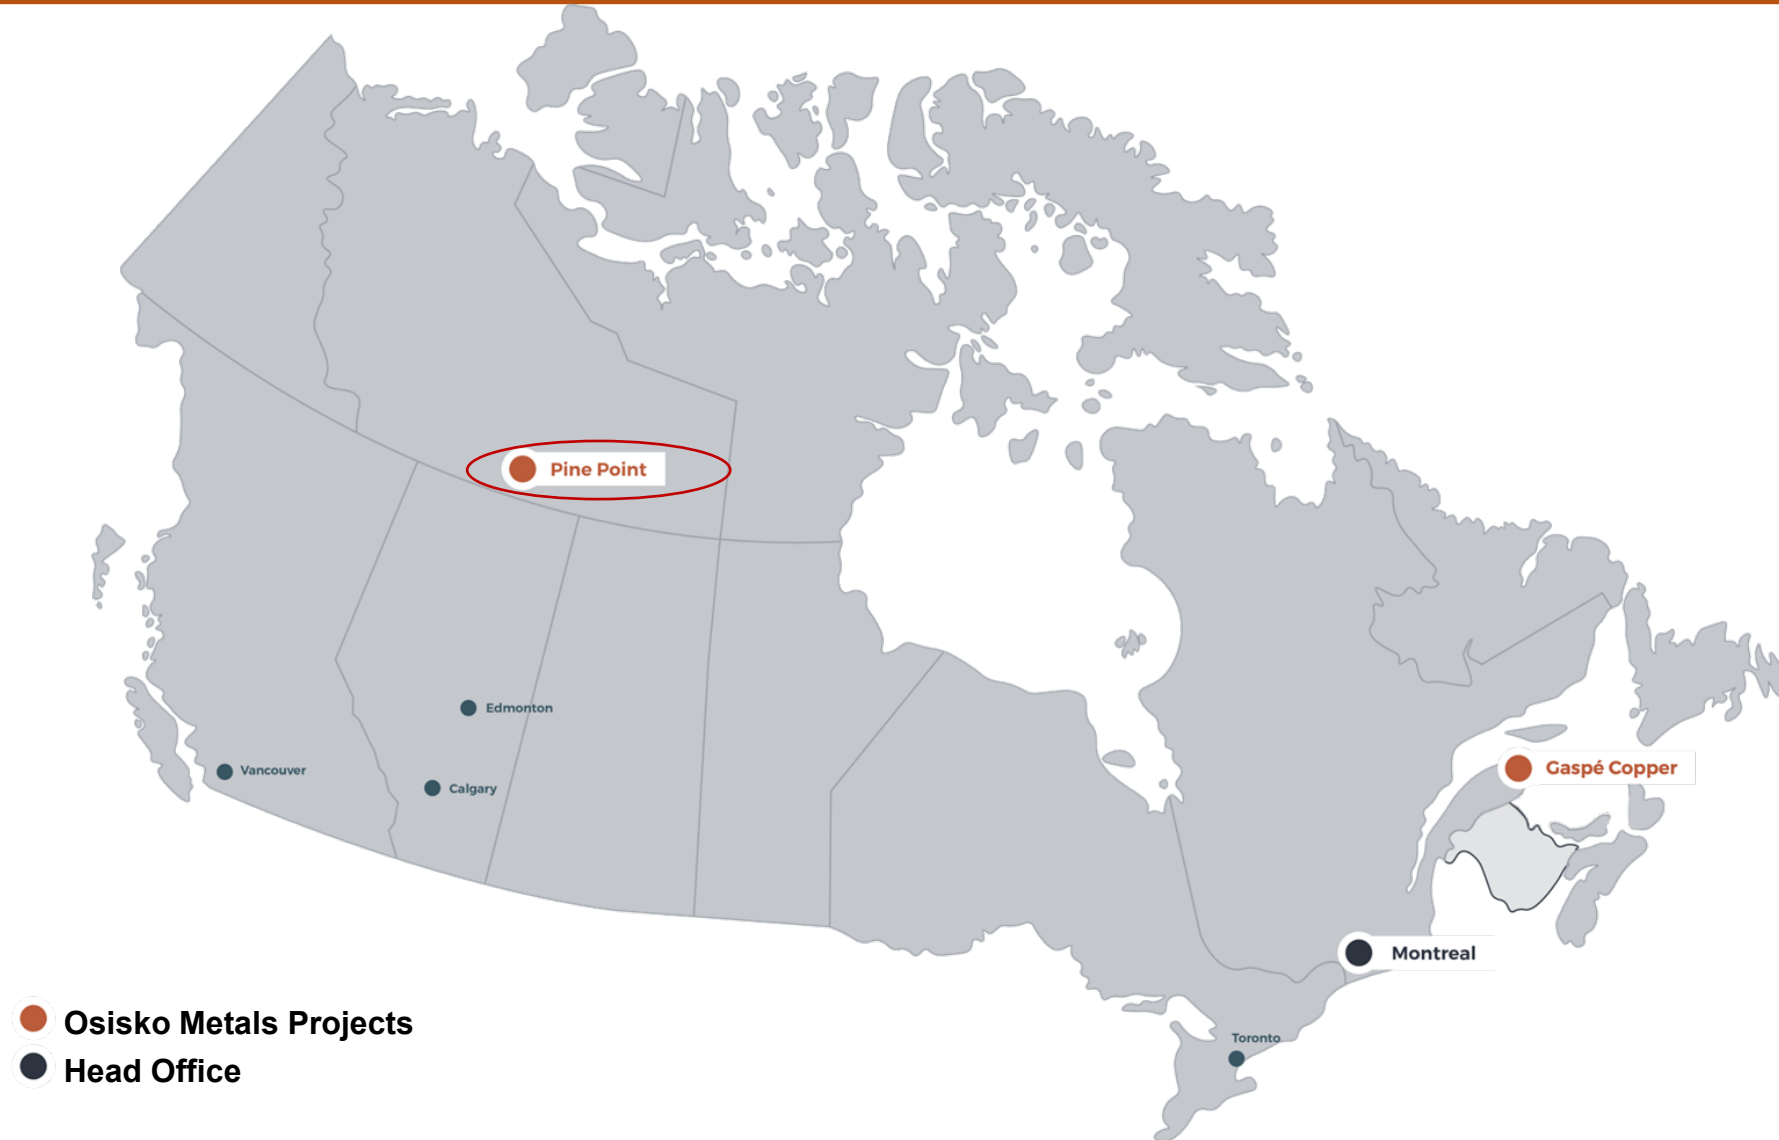 Pine Point
Edmonton
Vancouver
Calgary
Gaspé Copper
Montreal
Toronto
Osisko Metals Projects
Head Office